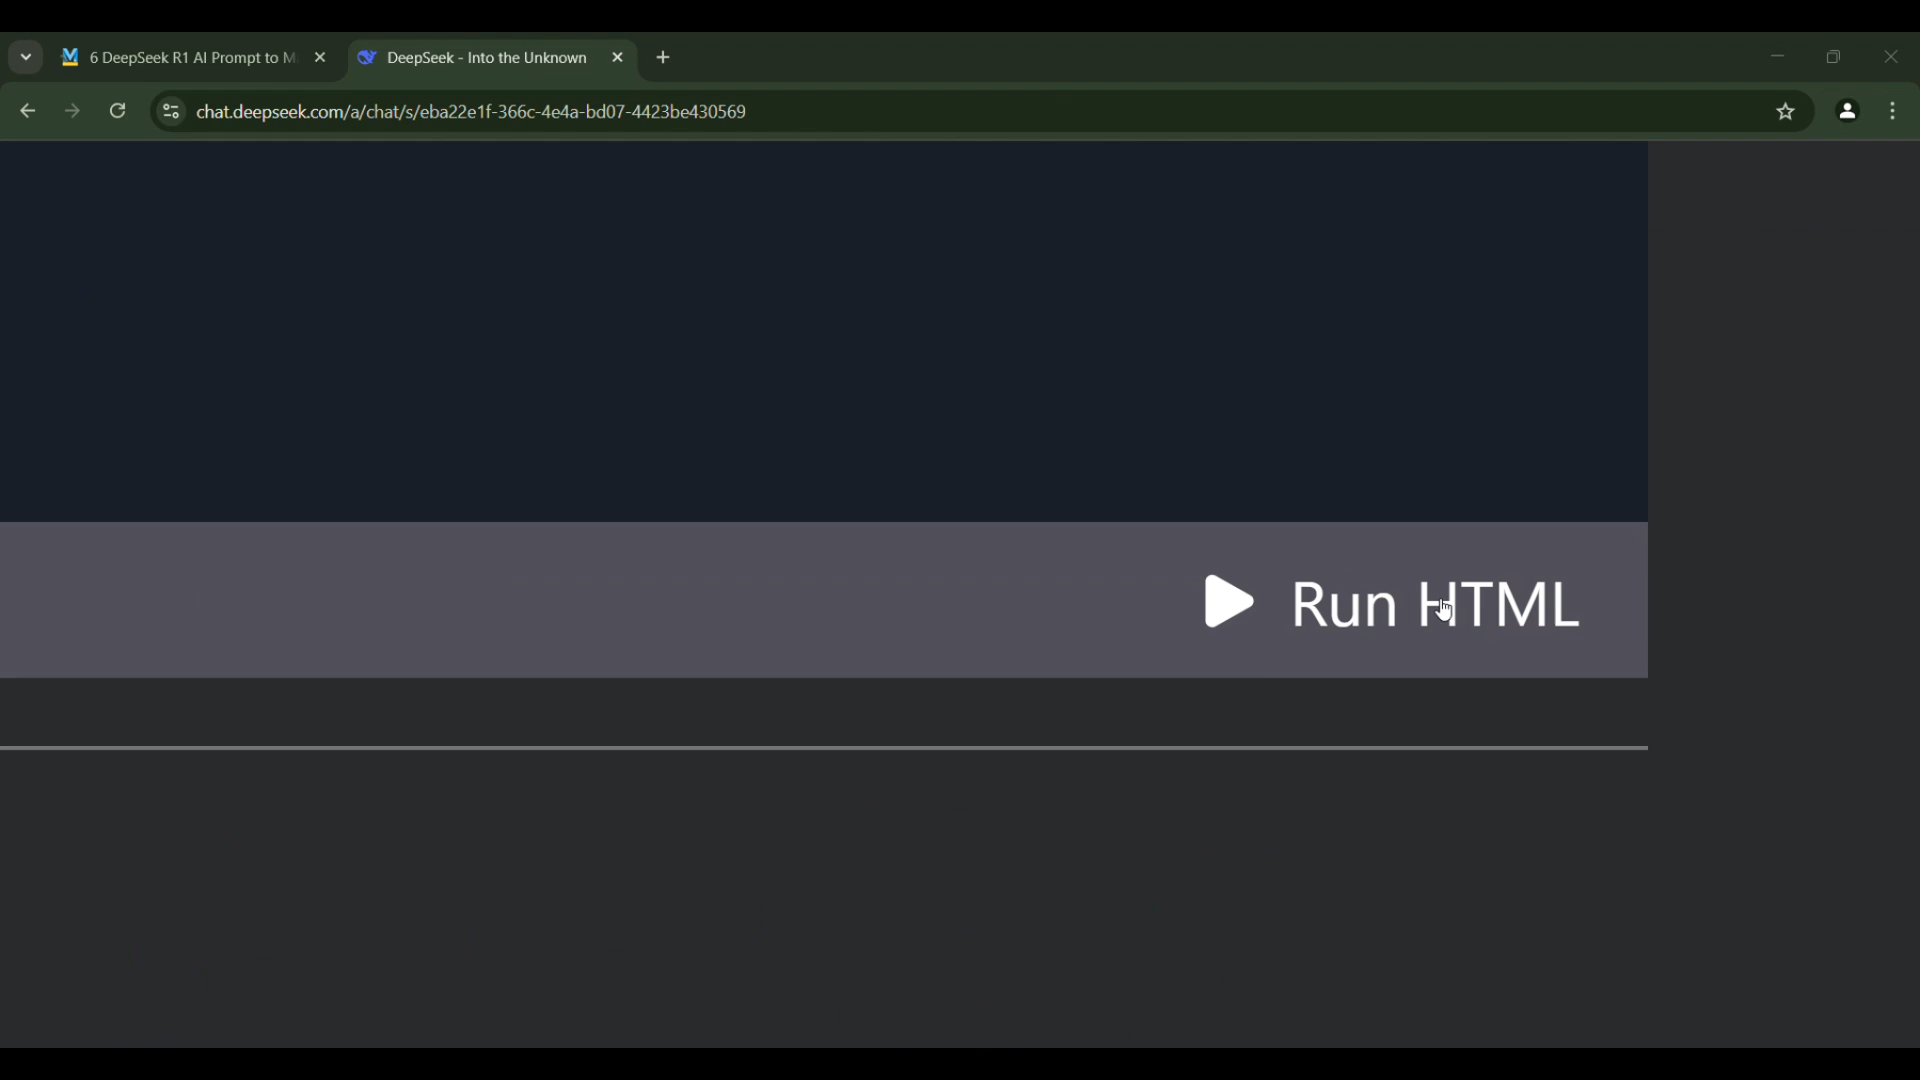 6 DeepSeek R1 AI Prompt to M
DeepSeek - Into the Unknown
chat.deepseek.com/a/chat/s/eba22e1f-366c-4e4a-bd07-4423be430569
Run HTML